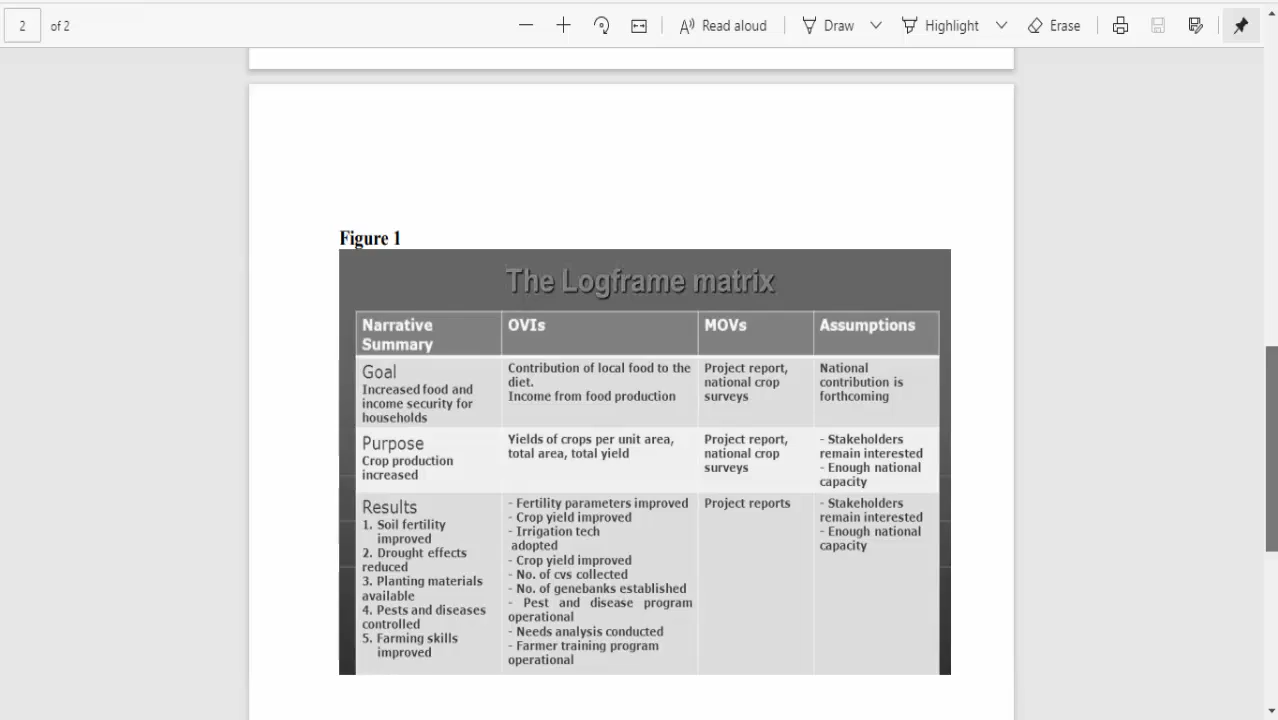 2 of 2 Read aloud Draw Highlight Erase
Figure 1
The Logframe matrix
Narrative Summary OVIs MOVs Assumptions
Goal
Increased food and
income security for
households
Contribution of local food to the
diet.
Income from food production
Project report,
national crop
surveys
National
contribution is
forthcoming
Purpose
Crop production
increased
Yields of crops per unit area,
total area, total yield
Project report,
national crop
surveys
- Stakeholders
remain interested
- Enough national
capacity
Results
1. Soil fertility
improved
2. Drought effects
reduced
3. Planting materials
available
4. Pests and diseases
controlled
5. Farming skills
improved
- Fertility parameters improved
- Crop yield improved
- Irrigation tech
adopted
- Crop yield improved
- No. of cvs collected
- No. of genebanks established
- Pest and disease program
operational
- Needs analysis conducted
- Farmer training program
operational
Project reports
- Stakeholders
remain interested
- Enough national
capacity